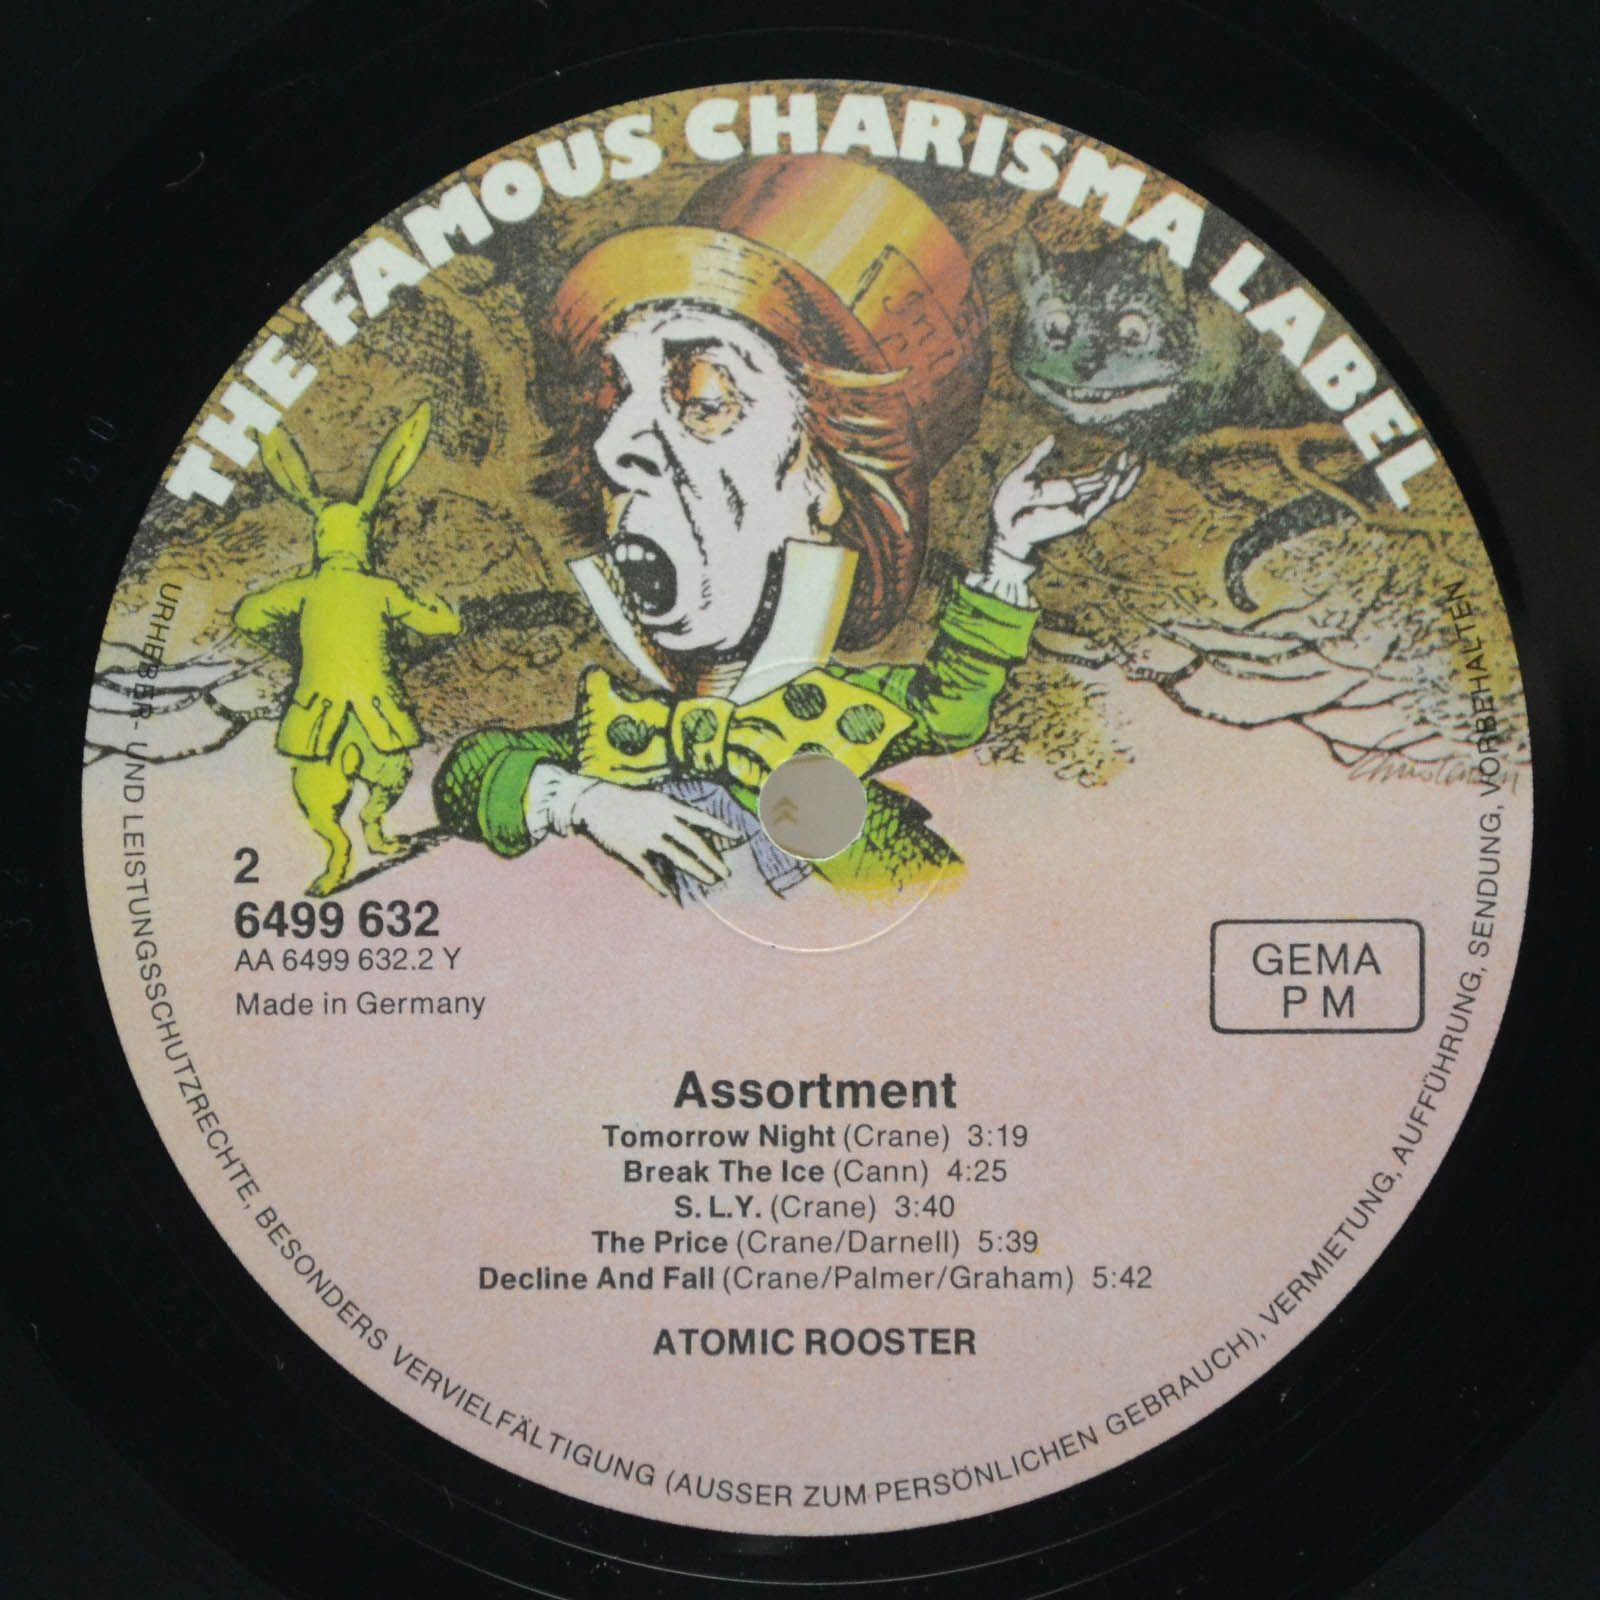 THE FAMOUS CHARISMA LABEL
2
6499 632
AA 6499 632.2 Y
Made in Germany
GEMA
P M
Assortment
Tomorrow Night (Crane) 3:19
Break The Ice (Cann) 4:25
S.L.Y. (Crane) 3:40
The Price (Crane/Darnell) 5:39
Decline And Fall (Crane/Palmer/Graham) 5:42
ATOMIC ROOSTER
URHEBER- UND LEISTUNGSSCHUTZRECHTE, BESONDERS VERVIELFÄLTIGUNG (AUSSER ZUM PERSÖNLICHEN GEBRAUCH), VERMIETUNG, AUFFÜHRUNG, SENDUNG, VORBEHALTEN